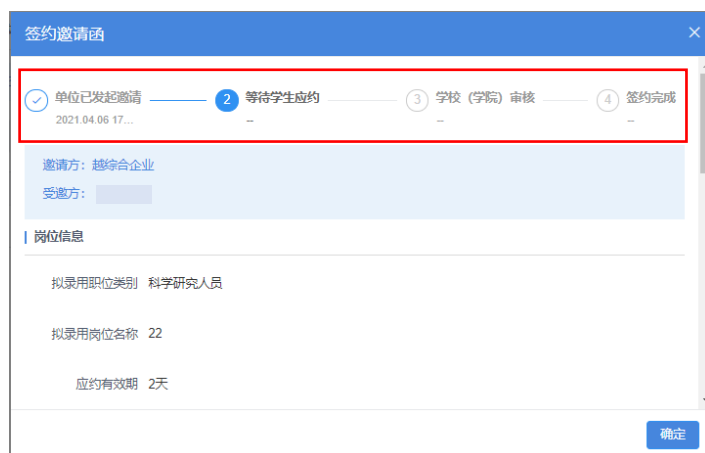 签约邀请函
单位已发起邀请 2 等待学生应约 3 学校（学院）审核 4 签约完成
2021.04.06 17... -- -- --
邀请方：越综合企业
受邀方：
岗位信息
拟录用职位类别 科学研究人员
拟录用岗位名称 22
应约有效期 2天
确定